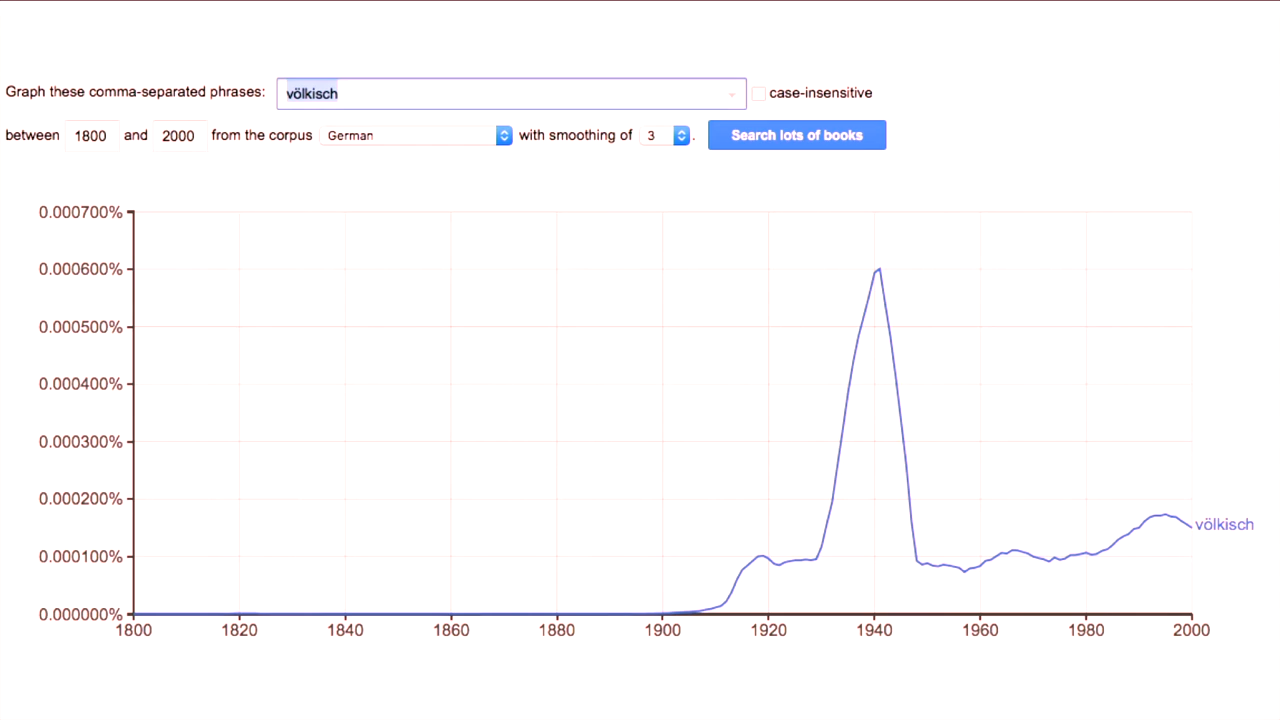 Graph these comma-separated phrases: völkisch case-insensitive
between 1800 and 2000 from the corpus German with smoothing of 3 . Search lots of books
0.000700%
0.000600%
0.000500%
0.000400%
0.000300%
0.000200%
völkisch
0.000100%
0.000000%
1800 1820 1840 1860 1880 1900 1920 1940 1960 1980 2000